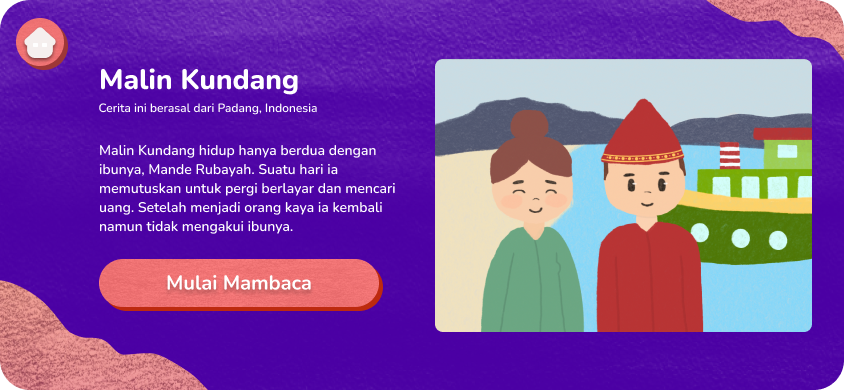 Malin Kundang
Cerita ini berasal dari Padang, Indonesia
Malin Kundang hidup hanya berdua dengan
ibunya, Mande Rubayah. Suatu hari ia
memutuskan untuk pergi berlayar dan mencari
uang. Setelah menjadi orang kaya ia kembali
namun tidak mengakui ibunya.
Mulai Mambaca